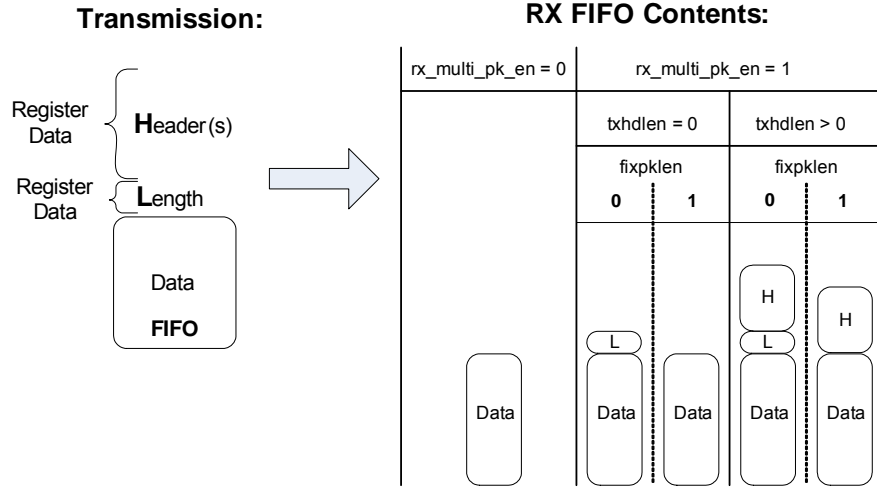 Transmission:
RX FIFO Contents:
rx_multi_pk_en = 0
rx_multi_pk_en = 1
txhdlen = 0
txhdlen > 0
fixpklen
fixpklen
0
1
0
1
Register
Data
Header(s)
Register
Data
Length
Data
FIFO
H
H
L
L
Data
Data
Data
Data
Data